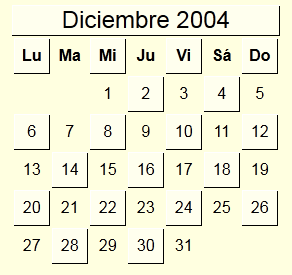 Diciembre 2004
Lu Ma Mi Ju Vi Sá Do
1 2 3 4 5
6 7 8 9 10 11 12
13 14 15 16 17 18 19
20 21 22 23 24 25 26
27 28 29 30 31